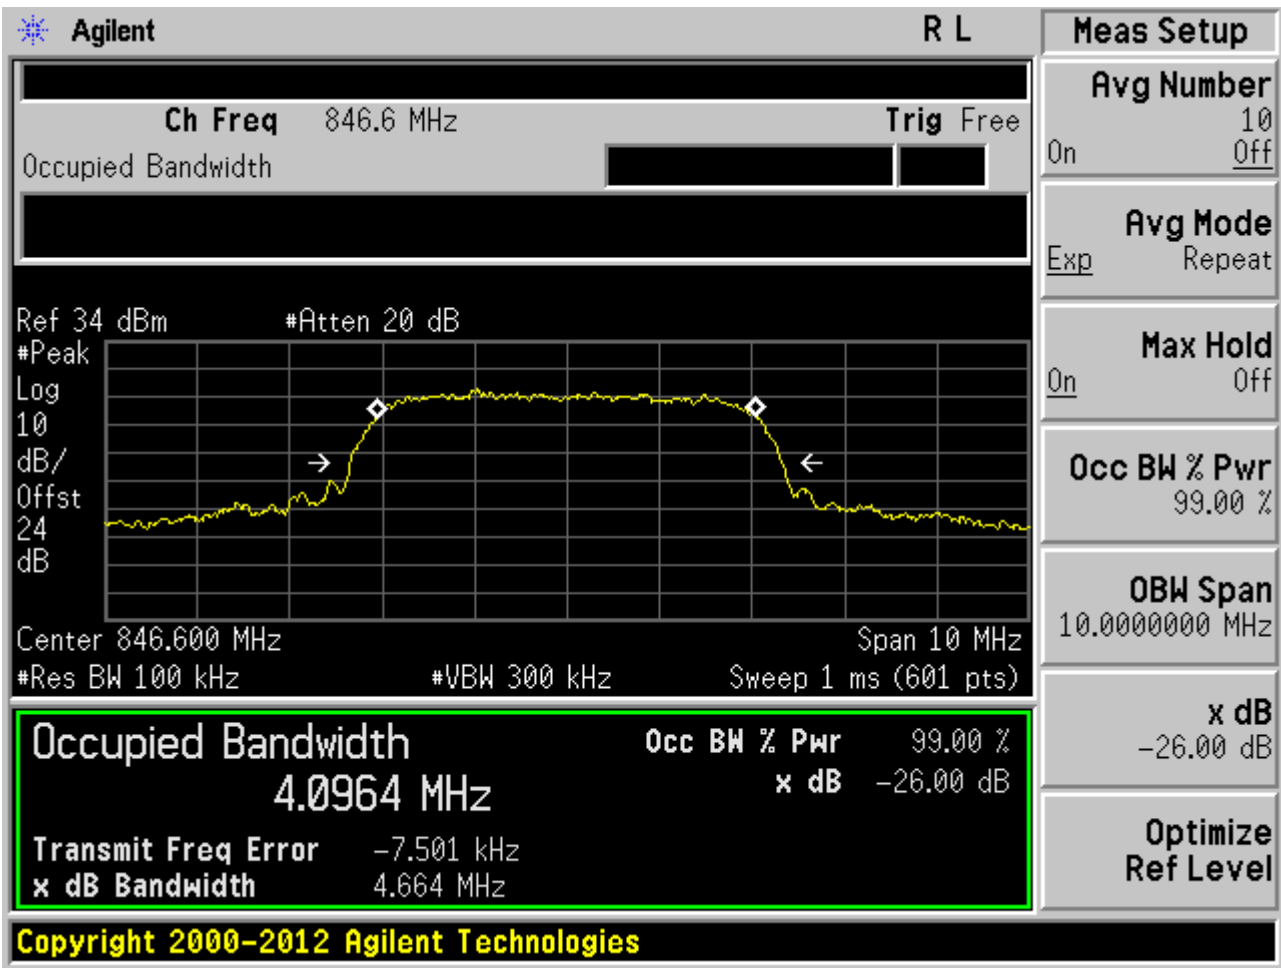 Agilent R L
Meas Setup
Ch Freq 846.6 MHz Trig Free
Occupied Bandwidth
Avg Number
10
On Off
Avg Mode
Exp Repeat
Max Hold
On Off
Occ BW % Pwr
99.00 %
OBW Span
10.0000000 MHz
x dB
-26.00 dB
Optimize
Ref Level
Ref 34 dBm #Atten 20 dB
#Peak
Log
10
dB/
Offst
24
dB
Center 846.600 MHz Span 10 MHz
#Res BW 100 kHz #VBW 300 kHz Sweep 1 ms (601 pts)
Occupied Bandwidth Occ BW % Pwr 99.00 %
4.0964 MHz x dB -26.00 dB
Transmit Freq Error -7.501 kHz
x dB Bandwidth 4.664 MHz
Copyright 2000-2012 Agilent Technologies